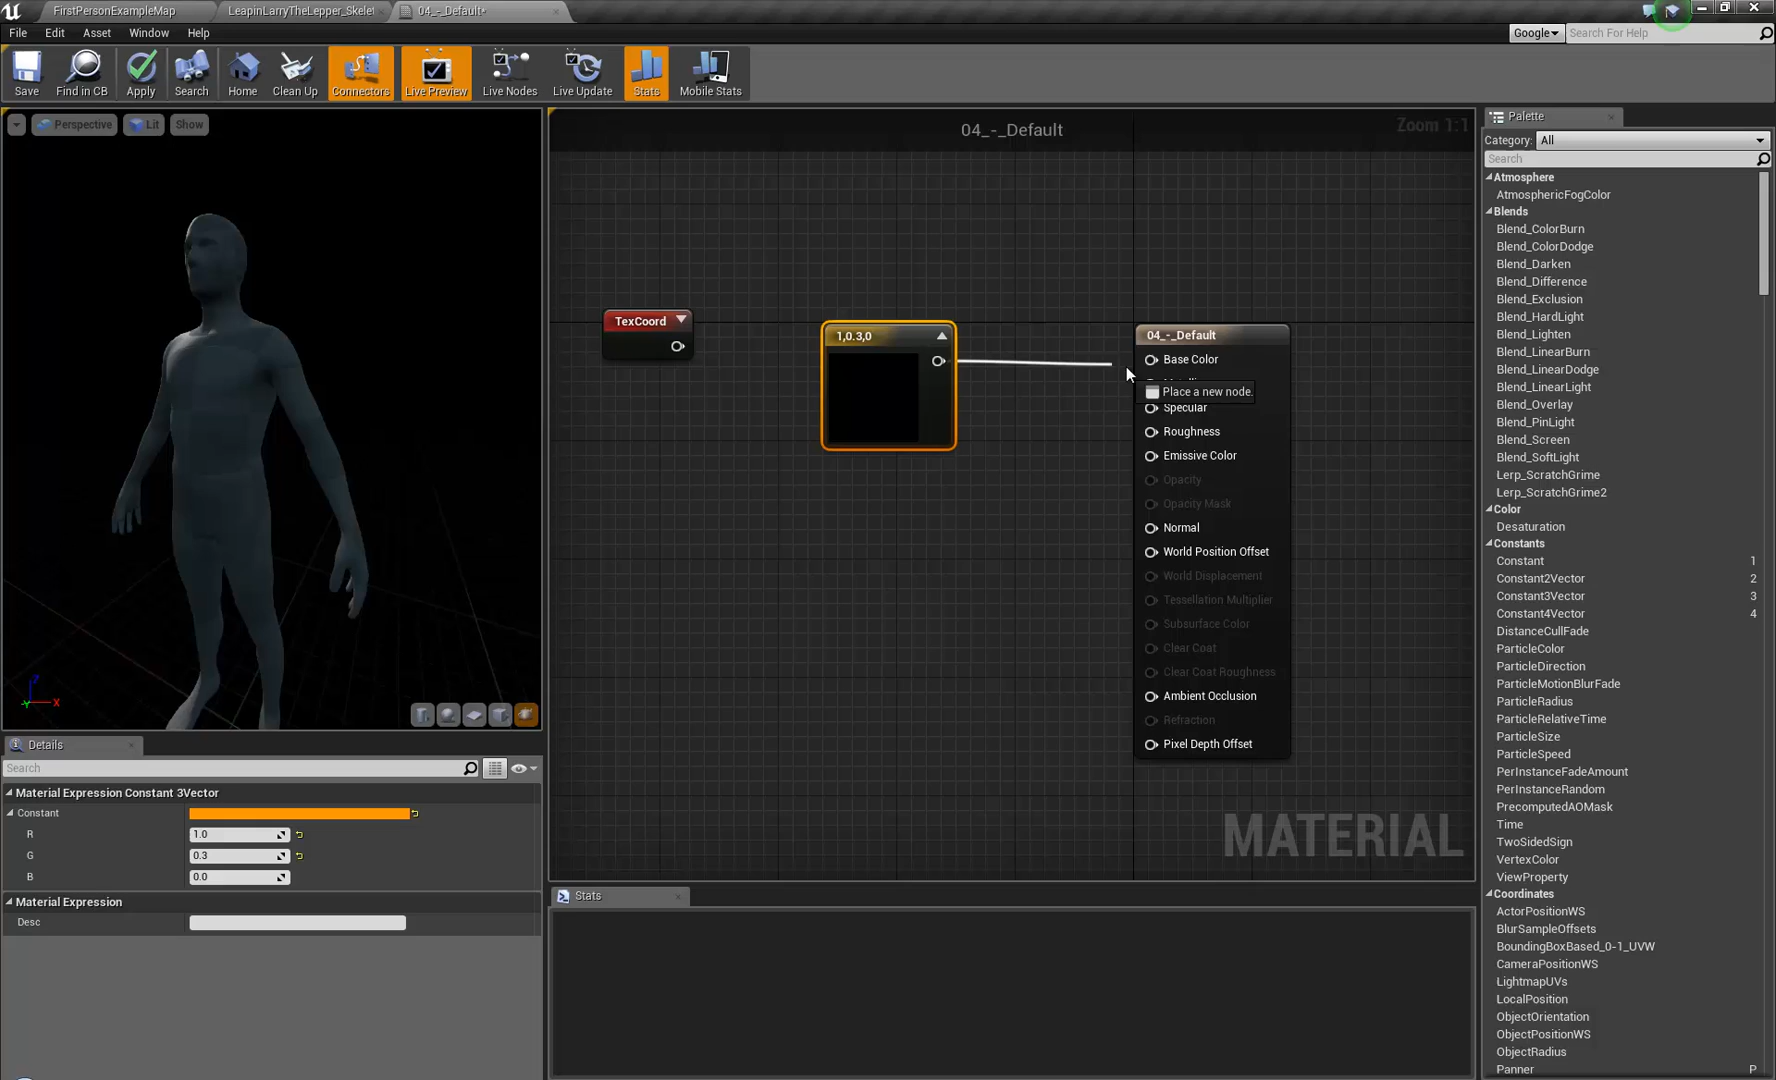 FirstPersonExampleMap
LeapinLarryTheLepper_Skelet
04_-_Default*
File Edit Asset Window Help
Google
Search For Help
Save
Find in CB
Apply
Search
Home
Clean Up
Connectors
Live Preview
Live Nodes
Live Update
Stats
Mobile Stats
Perspective
Lit
Show
04_-_Default
Zoom 1:1
TexCoord
1,0.3,0
04_-_Default
Base Color
Place a new node.
Specular
Roughness
Emissive Color
Opacity
Opacity Mask
Normal
World Position Offset
World Displacement
Tessellation Multiplier
Subsurface Color
Clear Coat
Clear Coat Roughness
Ambient Occlusion
Refraction
Pixel Depth Offset
MATERIAL
Z
X
Y
Details
Search
Material Expression Constant 3Vector
Constant
R 1.0
G 0.3
B 0.0
Material Expression
Desc
Stats
Palette
Category: All
Search
Atmosphere
AtmosphericFogColor
Blends
Blend_ColorBurn
Blend_ColorDodge
Blend_Darken
Blend_Difference
Blend_Exclusion
Blend_HardLight
Blend_Lighten
Blend_LinearBurn
Blend_LinearDodge
Blend_LinearLight
Blend_Overlay
Blend_PinLight
Blend_Screen
Blend_SoftLight
Lerp_ScratchGrime
Lerp_ScratchGrime2
Color
Desaturation
Constants
Constant 1
Constant2Vector 2
Constant3Vector 3
Constant4Vector 4
DistanceCullFade
ParticleColor
ParticleDirection
ParticleMotionBlurFade
ParticleRadius
ParticleRelativeTime
ParticleSize
ParticleSpeed
PerInstanceFadeAmount
PerInstanceRandom
PrecomputedAOMask
Time
TwoSidedSign
VertexColor
ViewProperty
Coordinates
ActorPositionWS
BlurSampleOffsets
BoundingBoxBased_0-1_UVW
CameraPositionWS
LightmapUVs
LocalPosition
ObjectOrientation
ObjectPositionWS
ObjectRadius
Panner P